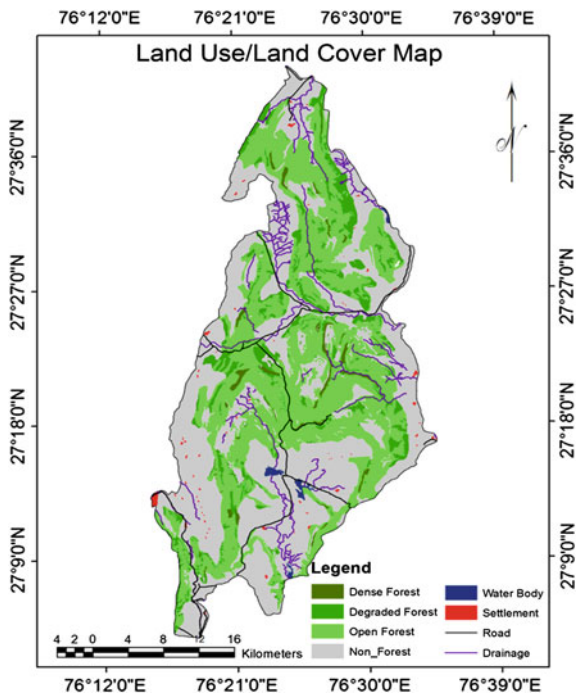 76°12'0"E 76°21'0"E 76°30'0"E 76°39'0"E
Land Use/Land Cover Map
N
27°36'0"N 27°36'0"N
27°27'0"N 27°27'0"N
27°18'0"N 27°18'0"N
27°9'0"N 27°9'0"N
Legend
Dense Forest Water Body
Degraded Forest Settlement
Open Forest Road
Non_Forest Drainage
4 2 0 4 8 12 16
Kilometers
76°12'0"E 76°21'0"E 76°30'0"E 76°39'0"E